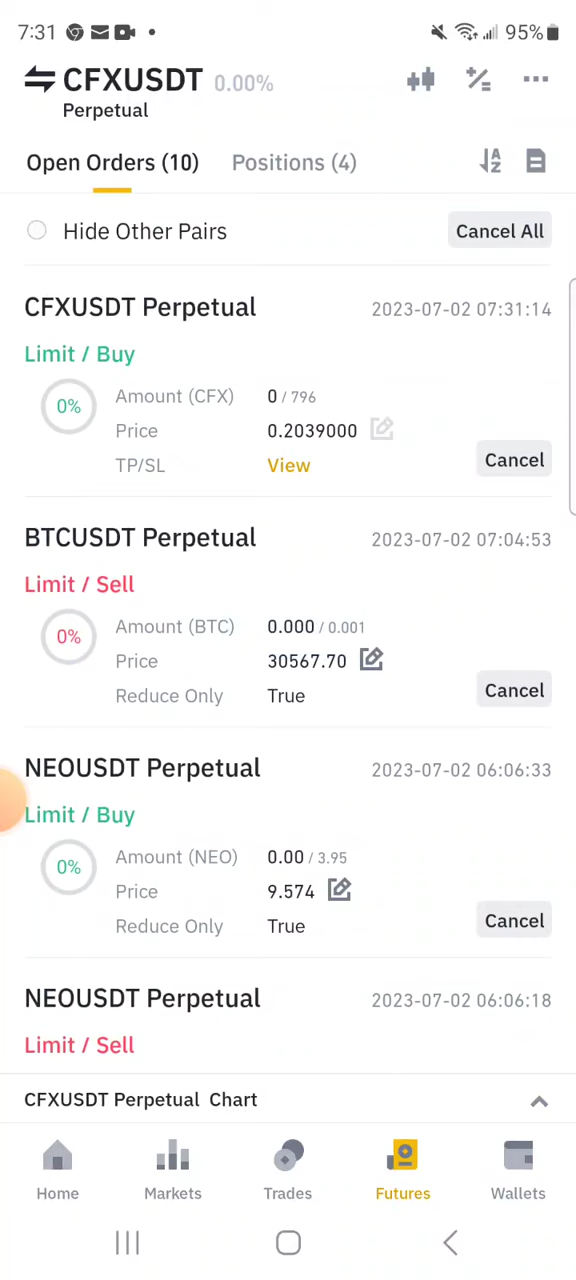 7:31 95%
CFXUSDT 0.00%
Perpetual
Open Orders (10) Positions (4)
Hide Other Pairs Cancel All
CFXUSDT Perpetual 2023-07-02 07:31:14
Limit / Buy
0% Amount (CFX) 0 / 796
Price 0.2039000
TP/SL View Cancel
BTCUSDT Perpetual 2023-07-02 07:04:53
Limit / Sell
0% Amount (BTC) 0.000 / 0.001
Price 30567.70
Reduce Only True Cancel
NEOUSDT Perpetual 2023-07-02 06:06:33
Limit / Buy
0% Amount (NEO) 0.00 / 3.95
Price 9.574
Reduce Only True Cancel
NEOUSDT Perpetual 2023-07-02 06:06:18
Limit / Sell
CFXUSDT Perpetual Chart
Home Markets Trades Futures Wallets